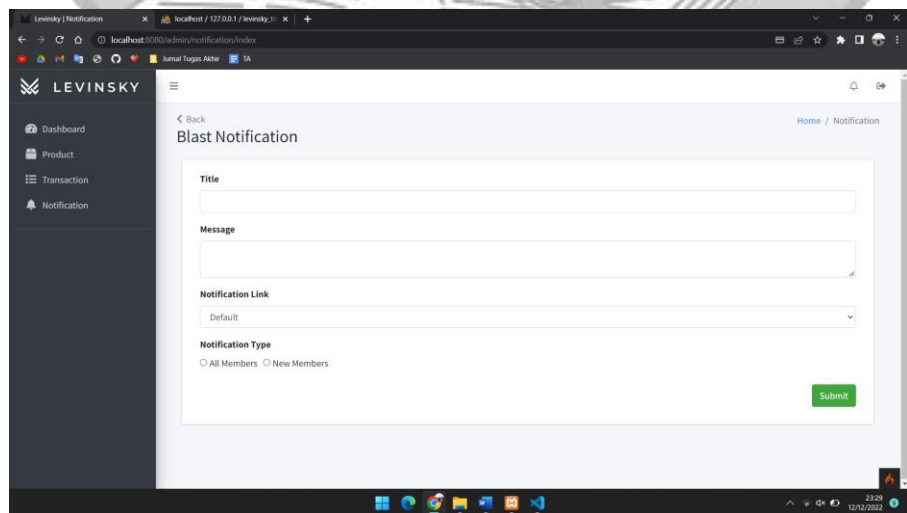 Levinsky | Notification
localhost / 127.0.0.1 / levinsky_tri
localhost:8080/admin/notification/index
Jurnal Tugas Akhir
TA
LEVINSKY
Dashboard
Product
Transaction
Notification
Back
Home / Notification
Blast Notification
Title
Message
Notification Link
Default
Notification Type
All Members New Members
Submit
23:29
12/12/2022